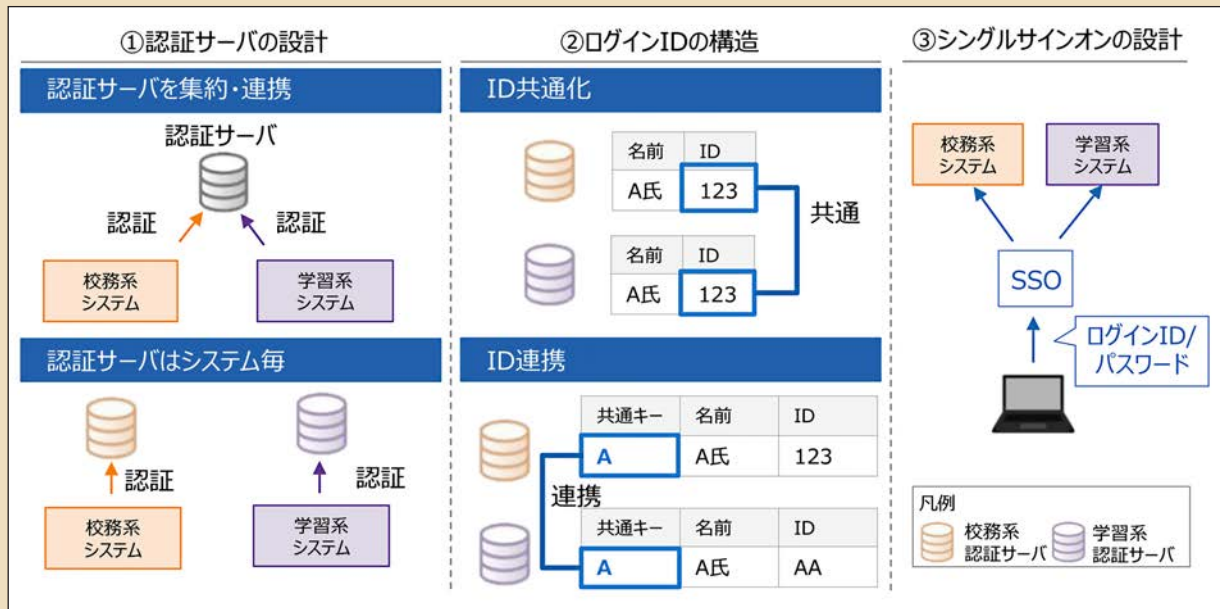 ①認証サーバの設計
認証サーバを集約・連携
認証サーバ
認証
認証
校務系
システム
学習系
システム
認証サーバはシステム毎
認証
認証
校務系
システム
学習系
システム
②ログインIDの構造
ID共通化
名前 ID
A氏 123
共通
名前 ID
A氏 123
ID連携
共通キー 名前 ID
A A氏 123
連携
共通キー 名前 ID
A A氏 AA
③シングルサインオンの設計
校務系
システム
学習系
システム
SSO
ログインID/
パスワード
凡例
校務系
認証サーバ
学習系
認証サーバ